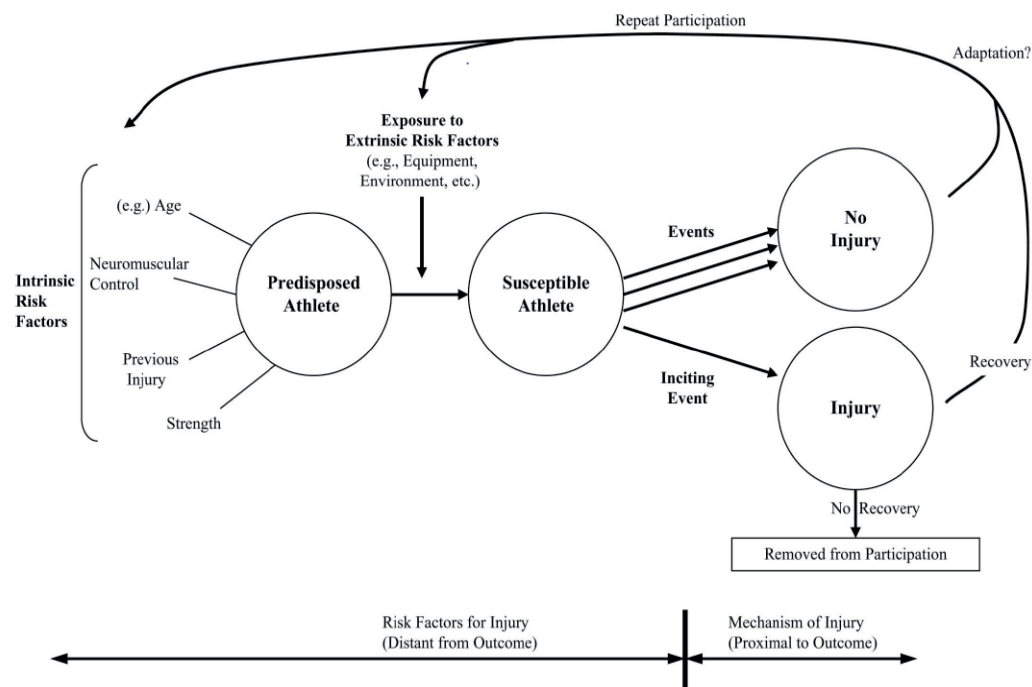 Repeat Participation
Adaptation?
Exposure to
Extrinsic Risk Factors
(e.g., Equipment,
Environment, etc.)
(e.g.) Age
Neuromuscular
Control
Intrinsic
Risk
Factors
Previous
Injury
Strength
Predisposed
Athlete
Susceptible
Athlete
Events
No
Injury
Inciting
Event
Injury
Recovery
No Recovery
Removed from Participation
Risk Factors for Injury
(Distant from Outcome)
Mechanism of Injury
(Proximal to Outcome)